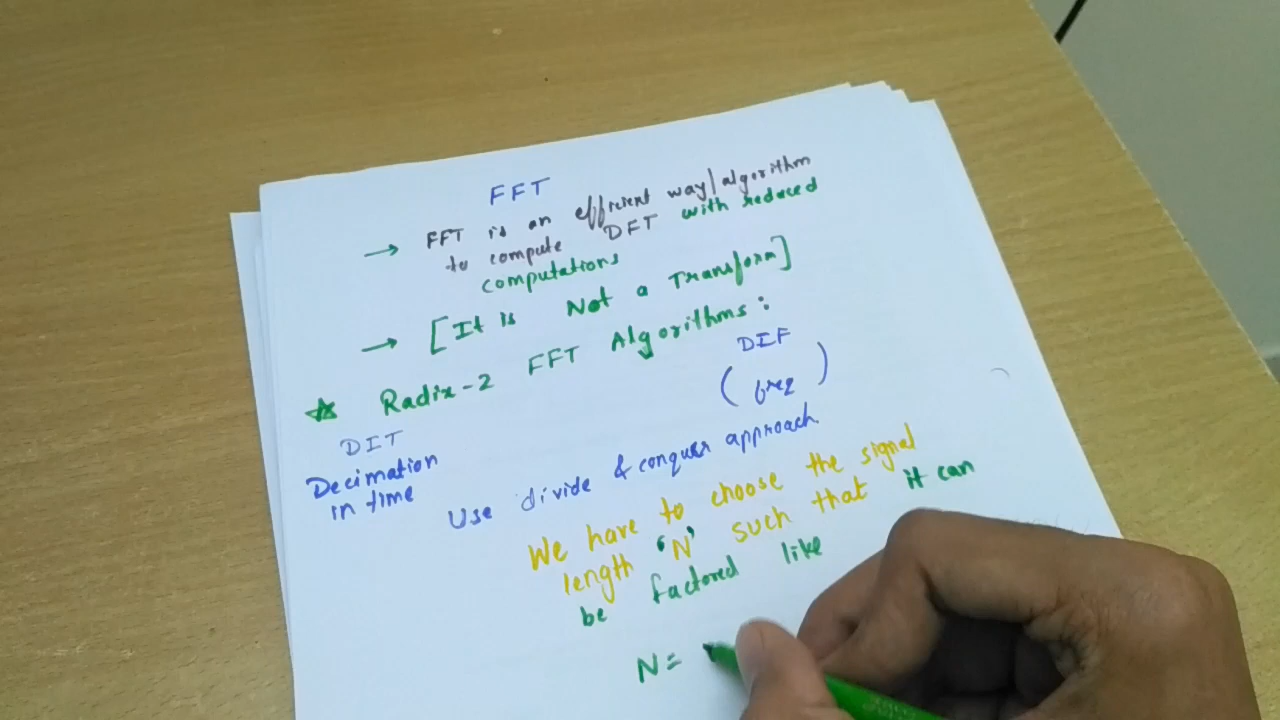 FFT
→ FFT is an efficient way/algorithm
to compute DFT with reduced
computations
→ [It is Not a Transform]
☆ Radix-2 FFT Algorithms:
DIT
Decimation
in time
DIF
(freq)
Use divide & conquer approach.
We have to choose the signal
length 'N' such that it can
be factored like
N=